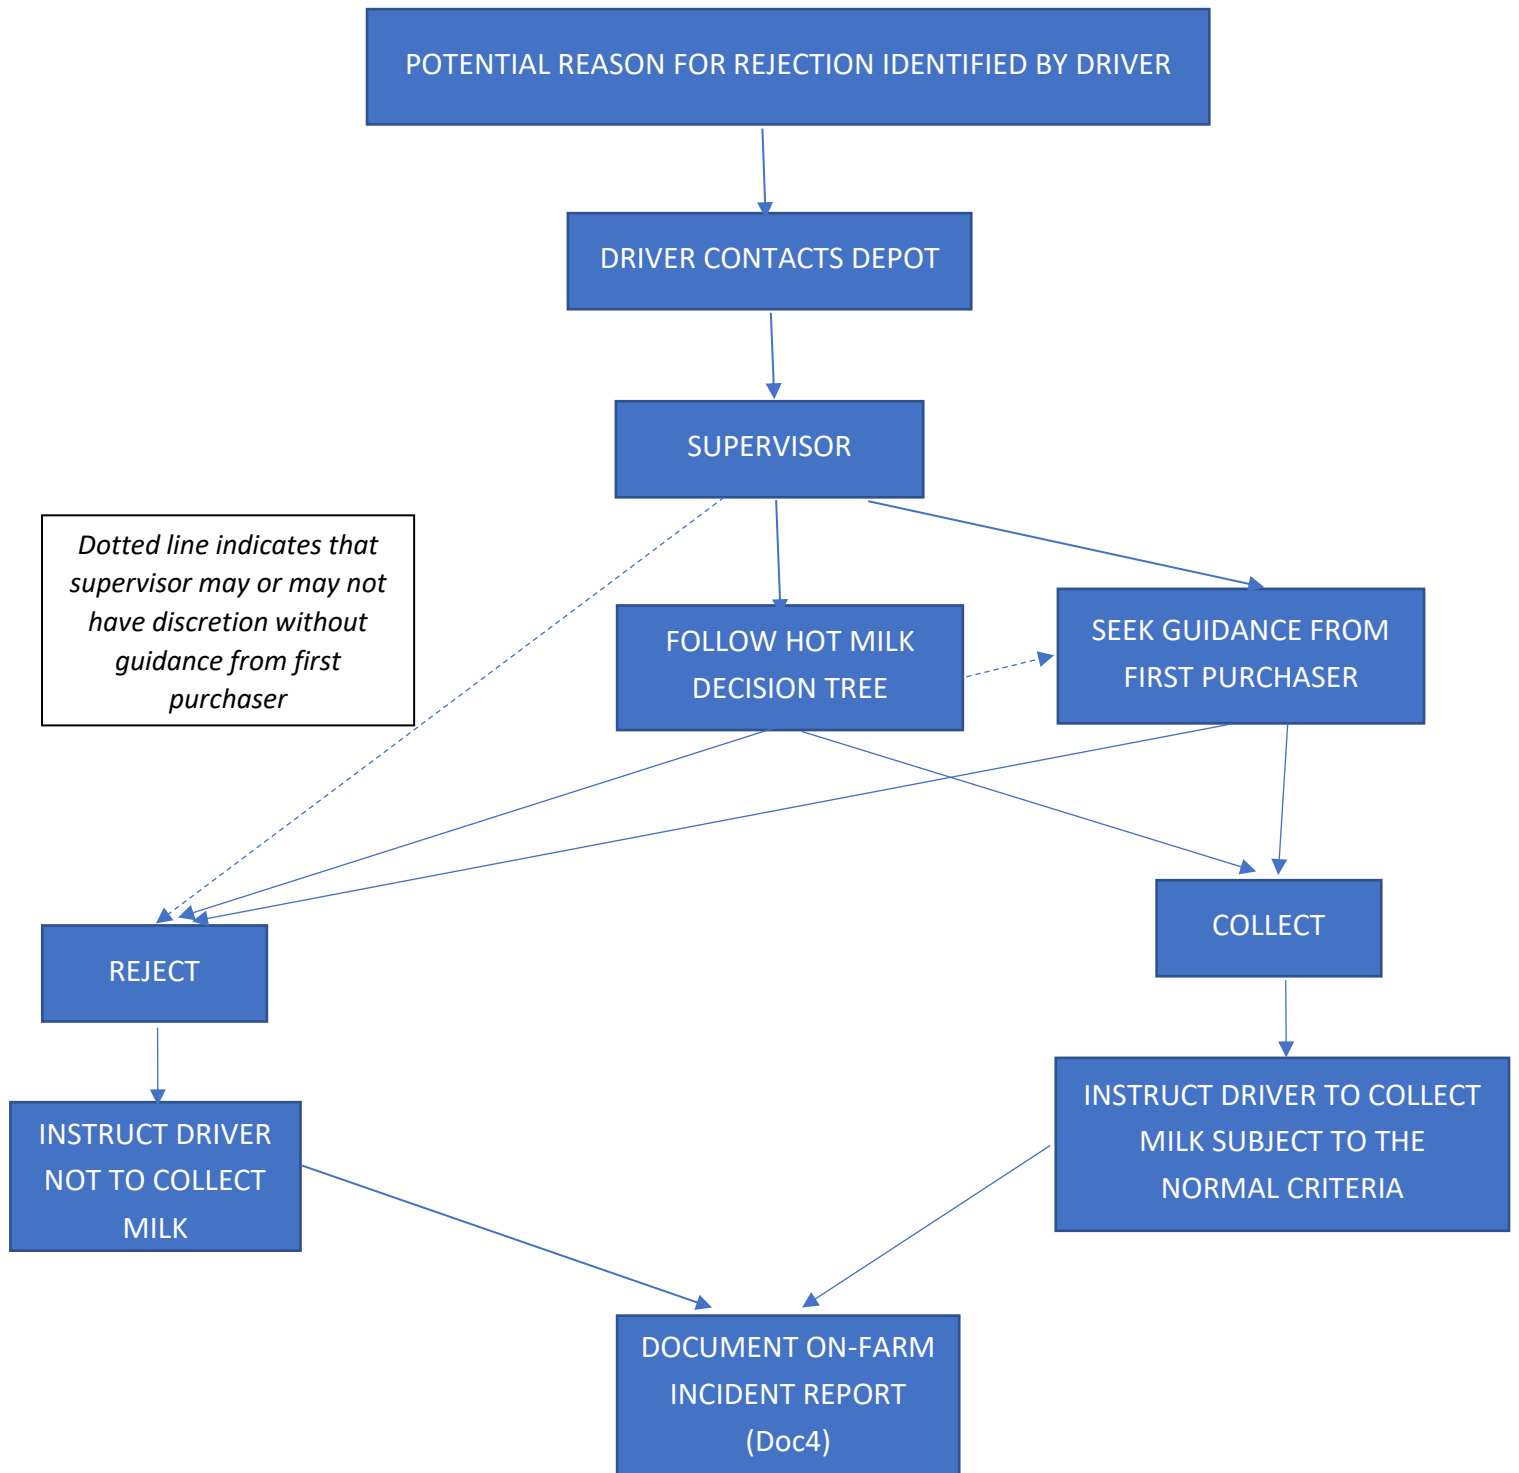 POTENTIAL REASON FOR REJECTION IDENTIFIED BY DRIVER
DRIVER CONTACTS DEPOT
SUPERVISOR
Dotted line indicates that
supervisor may or may not
have discretion without
guidance from first
purchaser
FOLLOW HOT MILK
DECISION TREE
SEEK GUIDANCE FROM
FIRST PURCHASER
REJECT
COLLECT
INSTRUCT DRIVER
NOT TO COLLECT
MILK
INSTRUCT DRIVER TO COLLECT
MILK SUBJECT TO THE
NORMAL CRITERIA
DOCUMENT ON-FARM
INCIDENT REPORT
(Doc4)